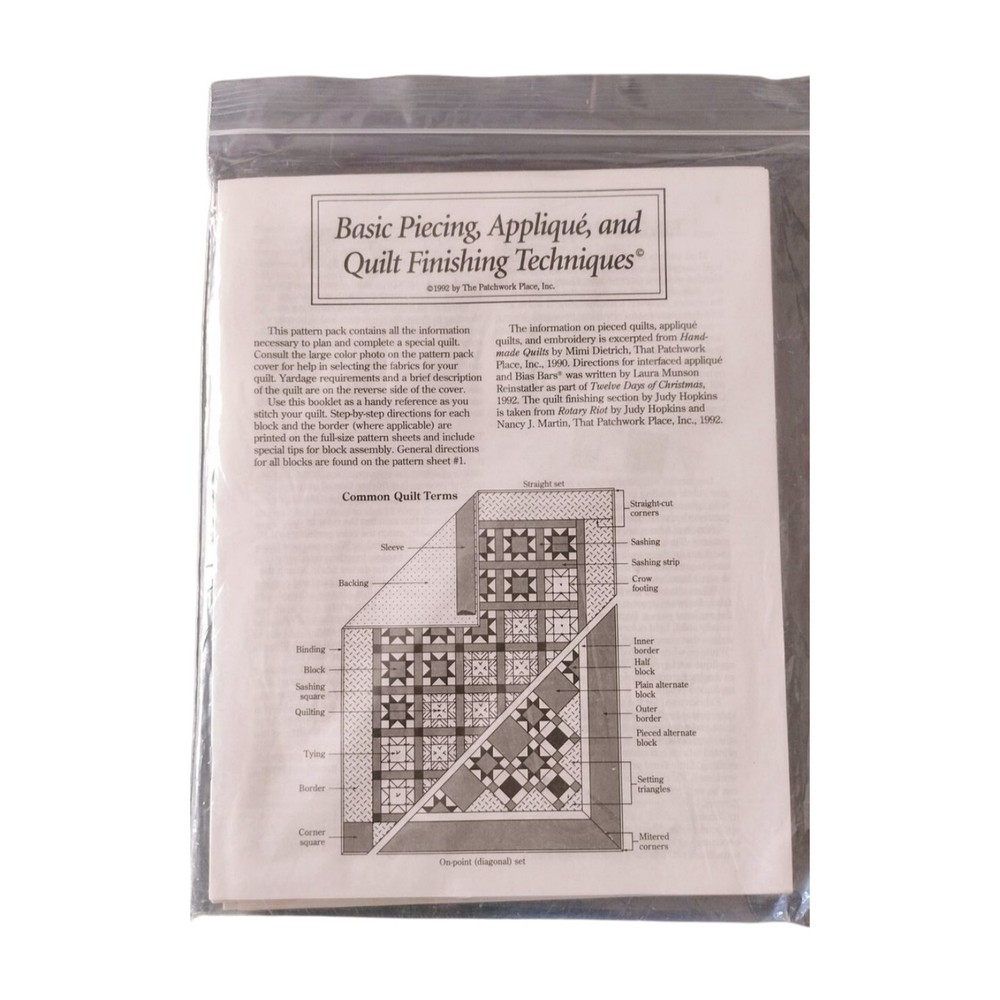 Basic Piecing, Appliqué, and
Quilt Finishing Techniques©
©1992 by The Patchwork Place, Inc.
This pattern pack contains all the information
necessary to plan and complete a special quilt.
Consult the large color photo on the pattern pack
cover for help in selecting the fabrics for your
quilt. Yardage requirements and a brief description
of the quilt are on the reverse side of the cover.
Use this booklet as a handy reference as you
stitch your quilt. Step-by-step directions for each
block and the border (where applicable) are
printed on the full-size pattern sheets and include
special tips for block assembly. General directions
for all blocks are found on the pattern sheet #1.
The information on pieced quilts, appliqué
quilts, and embroidery is excerpted from Hand-
made Quilts by Mimi Dietrich, That Patchwork
Place, Inc., 1990. Directions for interfaced appliqué
and Bias Bars® was written by Laura Munson
Reinstatler as part of Twelve Days of Christmas,
1992. The quilt finishing section by Judy Hopkins
is taken from Rotary Riot by Judy Hopkins and
Nancy J. Martin, That Patchwork Place, Inc., 1992.
Common Quilt Terms
Straight set
Straight-cut
corners
Sleeve
Sashing
Sashing strip
Backing
Crow
footing
Binding
Inner
border
Block
Half
block
Sashing
square
Plain alternate
block
Quilting
Outer
border
Pieced alternate
block
Tying
Border
Setting
triangles
Corner
square
Mitered
corners
On-point (diagonal) set